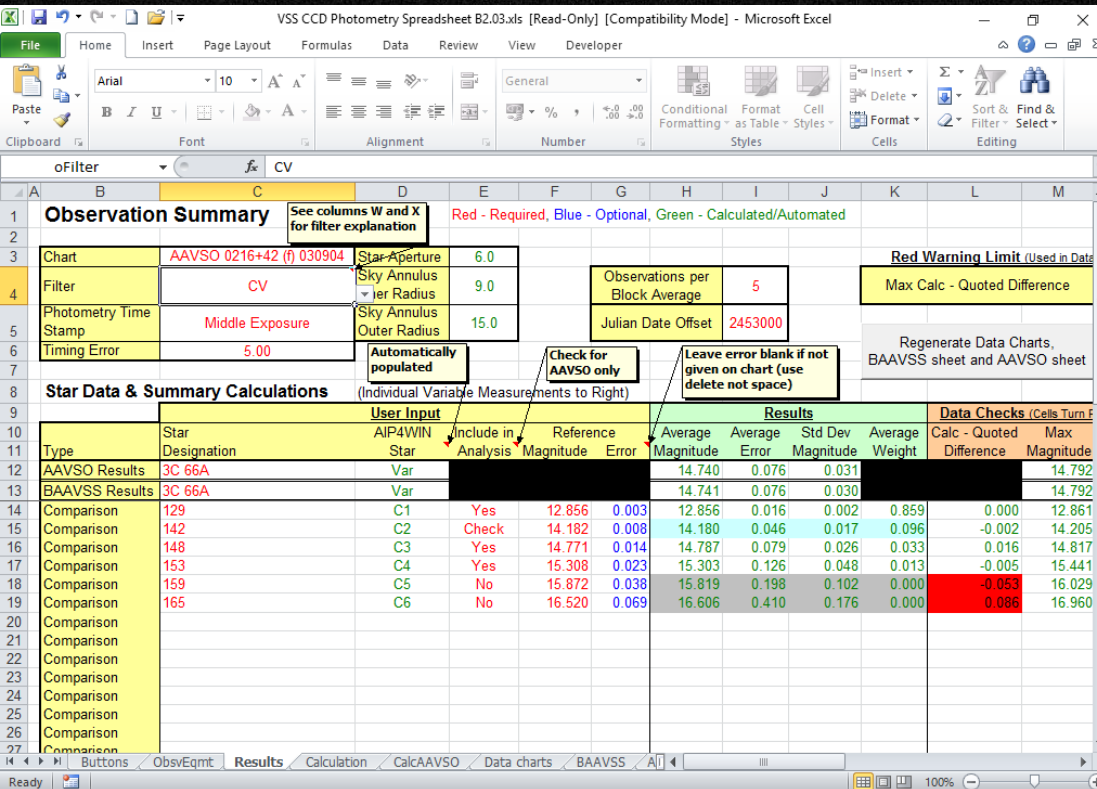 VSS CCD Photometry Spreadsheet B2.03.xls [Read-Only] [Compatibility Mode] - Microsoft Excel
File Home Insert Page Layout Formulas Data Review View Developer
Paste
Arial 10
General
Conditional Formatting
Format as Table
Cell Styles
Insert
Delete
Format
Sort & Filter
Find & Select
Clipboard Font Alignment Number Styles Cells Editing
oFilter fx CV
A B C D E F G H I J K L M
1 Observation Summary
See columns W and X
for filter explanation
Red - Required, Blue - Optional, Green - Calculated/Automated
2
3 Chart AAVSO 0216+42 (f) 030904 Star Aperture 6.0 Red Warning Limit (Used in Data
4 Filter CV Sky Annulus
Radius 9.0
Observations per
Block Average 5
Max Calc - Quoted Difference
5 Photometry Time
Stamp Middle Exposure
Sky Annulus
Outer Radius 15.0
Julian Date Offset 2453000
Regenerate Data Charts,
BAAVSS sheet and AAVSO sheet
6 Timing Error 5.00
7
Automatically
populated
Check for
AAVSO only
Leave error blank if not
given on chart (use
delete not space)
8 Star Data & Summary Calculations (Individual Variable Measurements to Right)
9 User Input Results Data Checks (Cells Turn
10 Star AIP4WIN Include in Reference Average Average Std Dev Average Calc - Quoted Max
11 Type Designation Star Analysis Magnitude Error Magnitude Error Magnitude Weight Difference Magnitude
12 AAVSO Results 3C 66A Var 14.740 0.076 0.031 14.792
13 BAAVSS Results 3C 66A Var 14.741 0.076 0.030 14.792
14 Comparison 129 C1 Yes 12.856 0.003 12.856 0.016 0.002 0.859 0.000 12.861
15 Comparison 142 C2 Check 14.182 0.008 14.180 0.046 0.017 0.096 -0.002 14.205
16 Comparison 148 C3 Yes 14.771 0.014 14.787 0.079 0.026 0.033 0.016 14.817
17 Comparison 153 C4 Yes 15.308 0.023 15.303 0.126 0.048 0.013 -0.005 15.441
18 Comparison 159 C5 No 15.872 0.038 15.819 0.198 0.102 0.000 -0.053 16.029
19 Comparison 165 C6 No 16.520 0.069 16.606 0.410 0.176 0.000 0.086 16.960
20 Comparison
21 Comparison
22 Comparison
23 Comparison
24 Comparison
25 Comparison
26 Comparison
27 Comparison
Buttons ObsvEqmt Results Calculation CalcAAVSO Data charts BAAVSS
Ready 100%